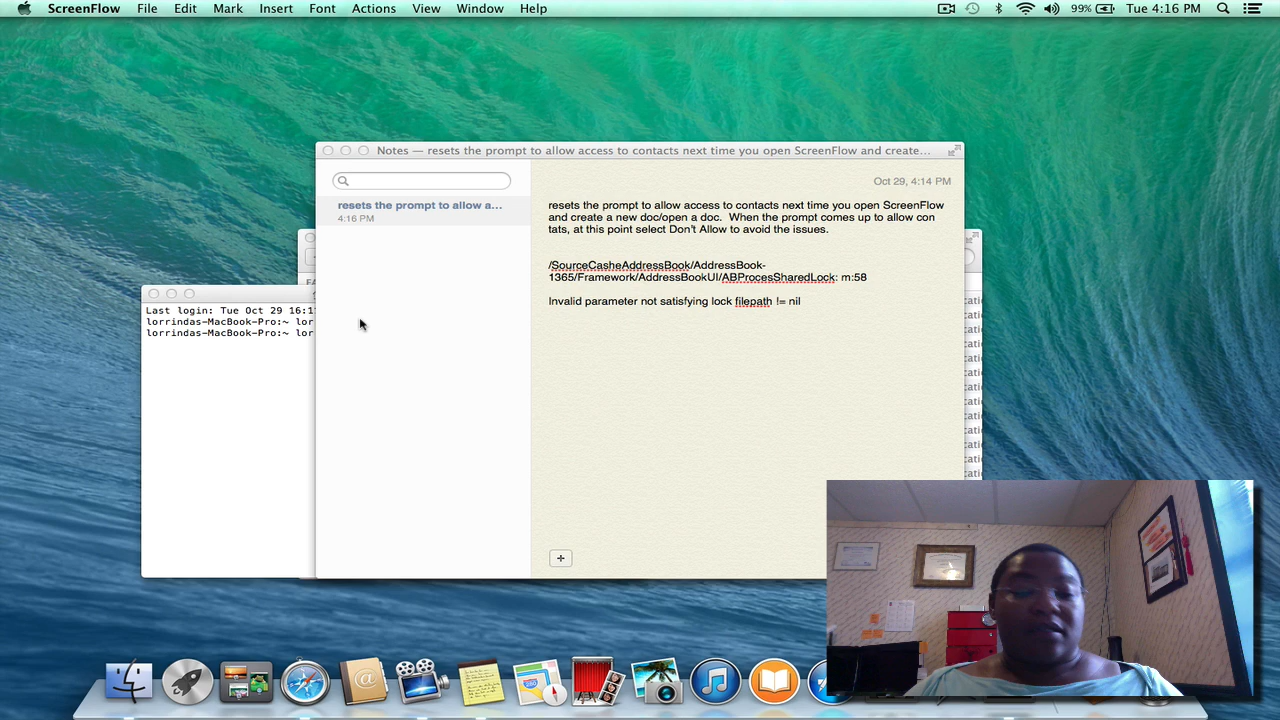 ScreenFlow File Edit Mark Insert Font Actions View Window Help 99% Tue 4:16 PM
Notes — resets the prompt to allow access to contacts next time you open ScreenFlow and create…
Oct 29, 4:14 PM
resets the prompt to allow a…
4:16 PM
resets the prompt to allow access to contacts next time you open ScreenFlow
and create a new doc/open a doc. When the prompt comes up to allow con
tats, at this point select Don't Allow to avoid the issues.
/SourceCasheAddressBook/AddressBook-
1365/Framework/AddressBookUI/ABProcesSharedLock: m:58
Invalid parameter not satisfying lock filepath != nil
Last login: Tue Oct 29 16:1
lorrindas-MacBook-Pro:~ lor
lorrindas-MacBook-Pro:~ lor